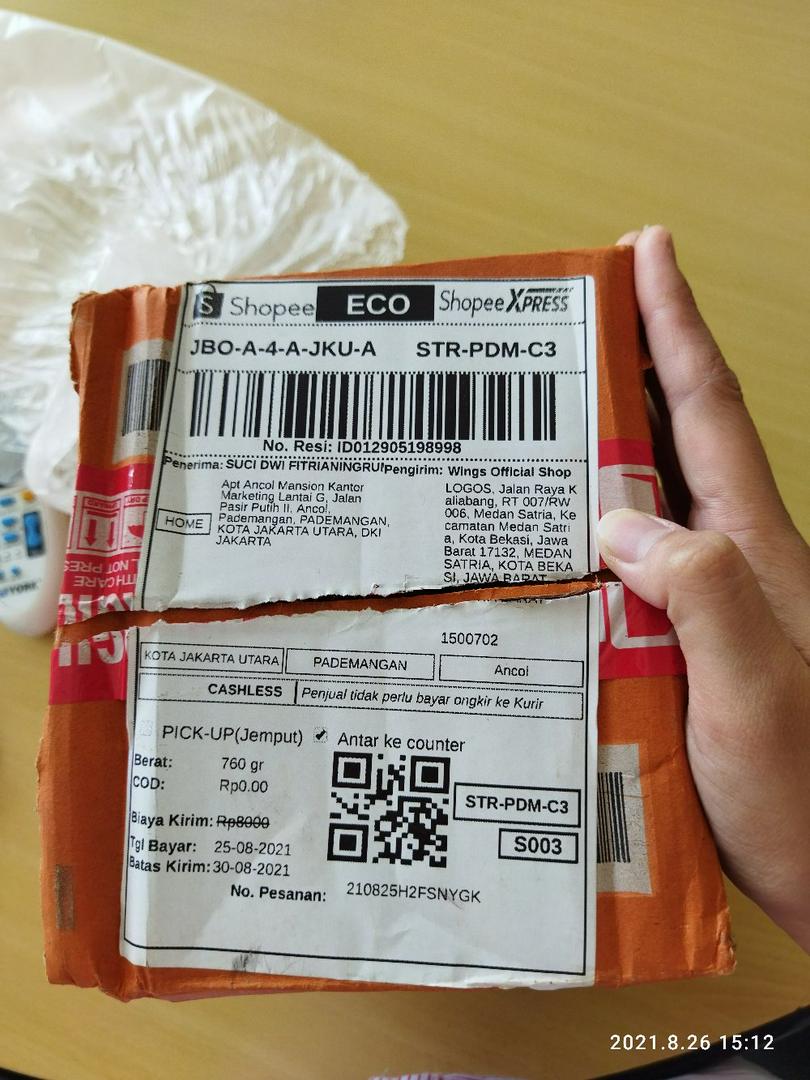 S Shopee ECO Shopee XPRESS
JBO-A-4-A-JKU-A STR-PDM-C3
No. Resi: ID012905198998
Penerima: SUCI DWI FITRIANINGRU
Pengirim: Wings Official Shop
HOME
Apt Ancol Mansion Kantor
Marketing Lantai G, Jalan
Pasir Putih II, Ancol,
Pademangan, PADEMANGAN,
KOTA JAKARTA UTARA, DKI
JAKARTA
LOGOS, Jalan Raya K
aliabang, RT 007/RW
006, Medan Satria, Ke
camatan Medan Satri
a, Kota Bekasi, Jawa
Barat 17132, MEDAN
SATRIA, KOTA BEKA
SI, JAWA BARAT
1500702
KOTA JAKARTA UTARA PADEMANGAN Ancol
CASHLESS Penjual tidak perlu bayar ongkir ke Kurir
PICK-UP(Jemput) ✔ Antar ke counter
Berat: 760 gr
COD: Rp0.00
Biaya Kirim: Rp8000
Tgl Bayar: 25-08-2021
Batas Kirim: 30-08-2021
STR-PDM-C3
S003
No. Pesanan: 210825H2FSNYGK
2021.8.26 15:12